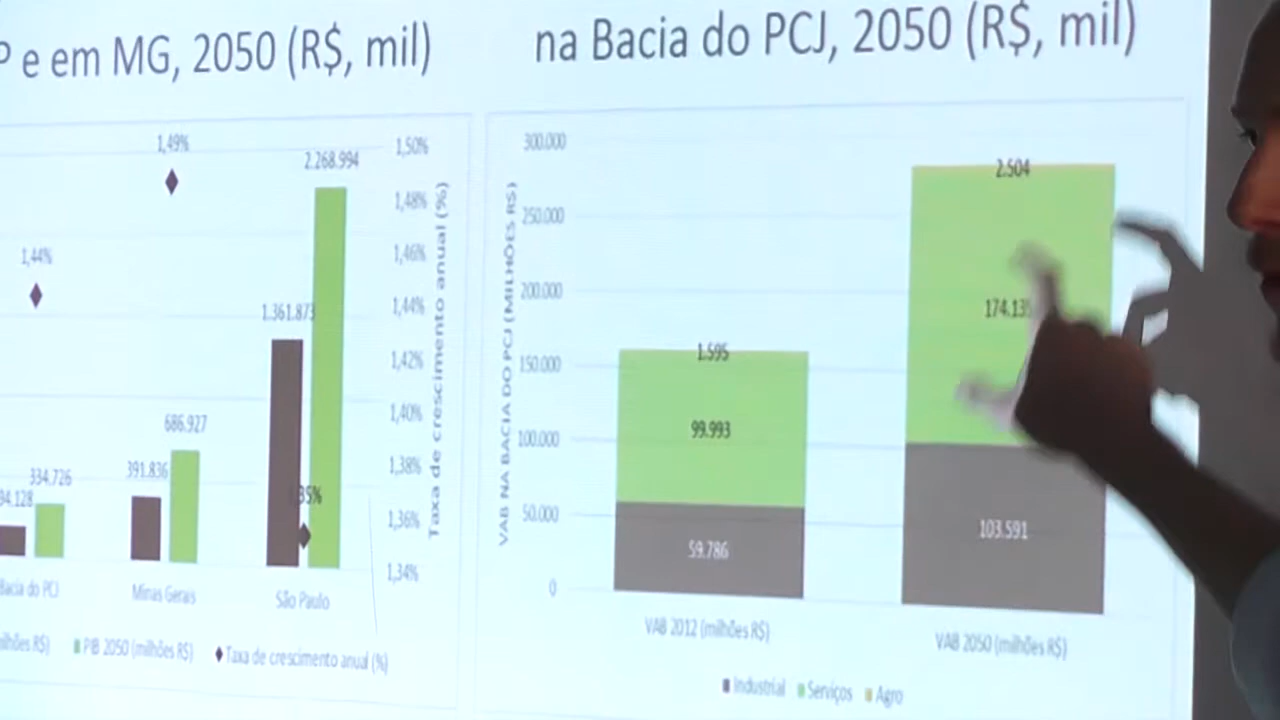 e em MG, 2050 (R$, mil)
1,49%
1,44%
2.268.994
1.361.873
686.927
391.836
334.726
1,50%
1,48%
1,46%
1,44%
1,42%
1,40%
1,38%
1,36%
1,34%
Taxa de crescimento anual (%)
Bacia do PCJ
Minas Gerais
São Paulo
PIB 2050 (milhões R$)
Taxa de crescimento anual (%)
na Bacia do PCJ, 2050 (R$, mil)
VAB NA BACIA DO PCJ (MILHÕES R$)
300.000
250.000
200.000
150.000
100.000
50.000
0
1.595
99.993
59.786
2.504
103.591
VAB 2012 (milhões R$)
VAB 2050 (milhões R$)
Industrial
Serviços
Agro